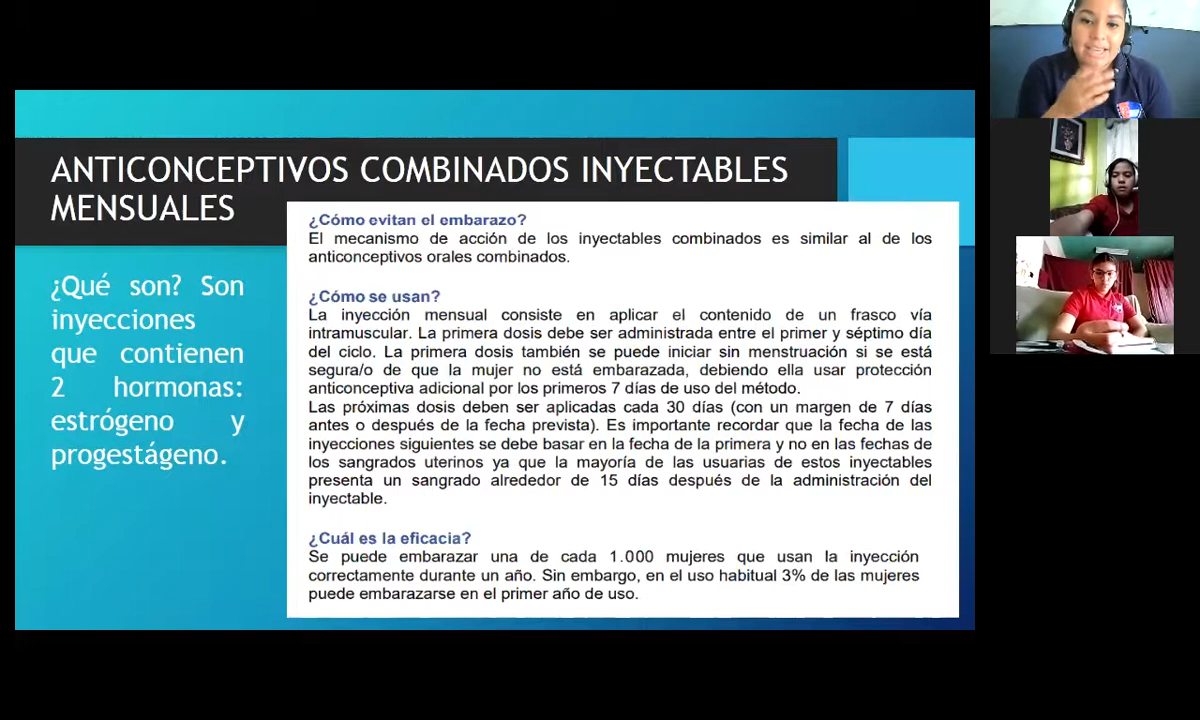 ANTICONCEPTIVOS COMBINADOS INYECTABLES
MENSUALES
¿Qué son? Son
inyecciones
que contienen
2 hormonas:
estrógeno y
progestágeno.
¿Cómo evitan el embarazo?
El mecanismo de acción de los inyectables combinados es similar al de los
anticonceptivos orales combinados.
¿Cómo se usan?
La inyección mensual consiste en aplicar el contenido de un frasco vía
intramuscular. La primera dosis debe ser administrada entre el primer y séptimo día
del ciclo. La primera dosis también se puede iniciar sin menstruación si se está
segura/o de que la mujer no está embarazada, debiendo ella usar protección
anticonceptiva adicional por los primeros 7 días de uso del método.
Las próximas dosis deben ser aplicadas cada 30 días (con un margen de 7 días
antes o después de la fecha prevista). Es importante recordar que la fecha de las
inyecciones siguientes se debe basar en la fecha de la primera y no en las fechas de
los sangrados uterinos ya que la mayoría de las usuarias de estos inyectables
presenta un sangrado alrededor de 15 días después de la administración del
inyectable.
¿Cuál es la eficacia?
Se puede embarazar una de cada 1.000 mujeres que usan la inyección
correctamente durante un año. Sin embargo, en el uso habitual 3% de las mujeres
puede embarazarse en el primer año de uso.